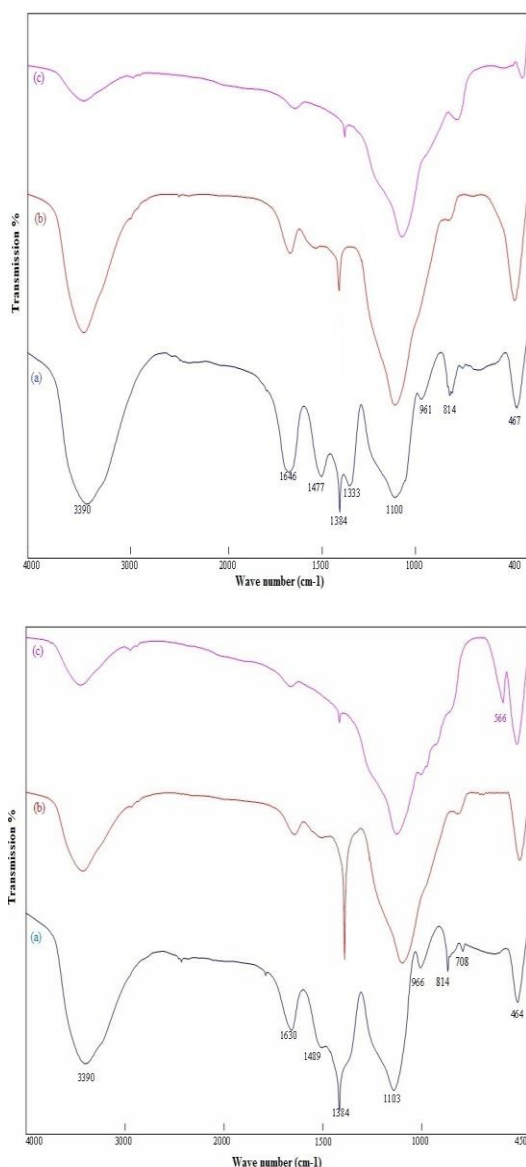 (c)
(b)
Transmission %
(a)
961
814
467
1646
1477
1333
3390
1384
1100
4000 3000 2000 1500 1000 400
Wave number (cm-1)
(c)
566
(b)
Transmission %
(a)
708
966
814
464
1630
1489
3390
1384
1103
4000 3000 2000 1500 1000 450
Wave number (cm-1)